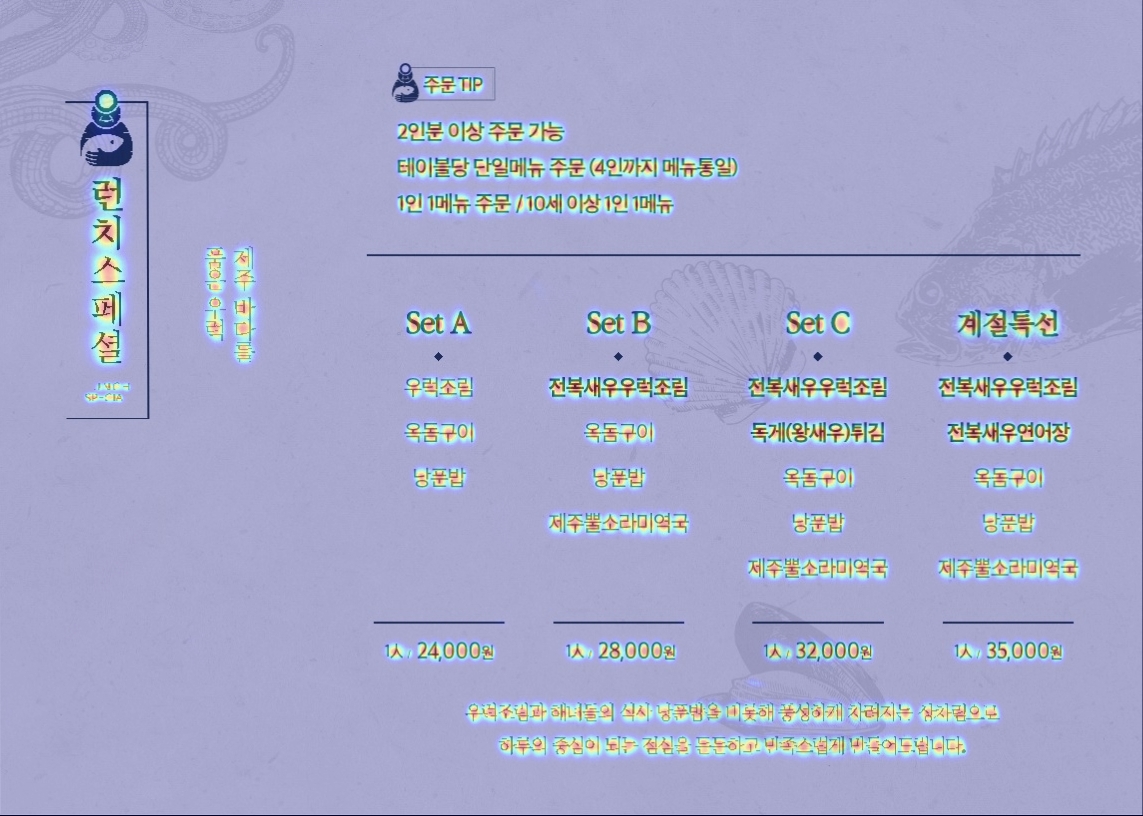 런치스페셜
LUNCH
SPECIAL
제주 바다를
품은 우럭
주문 TIP
2인분 이상 주문 가능
테이블당 단일메뉴 주문 (4인까지 메뉴통일)
1인 1메뉴 주문 / 10세 이상 1인 1메뉴
Set A
우럭조림
옥돔구이
낭푼밥
1人 / 24,000원
Set B
전복새우우럭조림
옥돔구이
낭푼밥
제주뿔소라미역국
1人 / 28,000원
Set C
전복새우우럭조림
독게(왕새우)튀김
옥돔구이
낭푼밥
제주뿔소라미역국
1人 / 32,000원
계절특선
전복새우우럭조림
전복새우연어장
옥돔구이
낭푼밥
제주뿔소라미역국
1人 / 35,000원
우럭조림과 해녀들의 식사 낭푼밥을 비롯해 풍성하게 차려지는 상차림으로
하루의 중심이 되는 점심을 든든하고 만족스럽게 만들어드립니다.